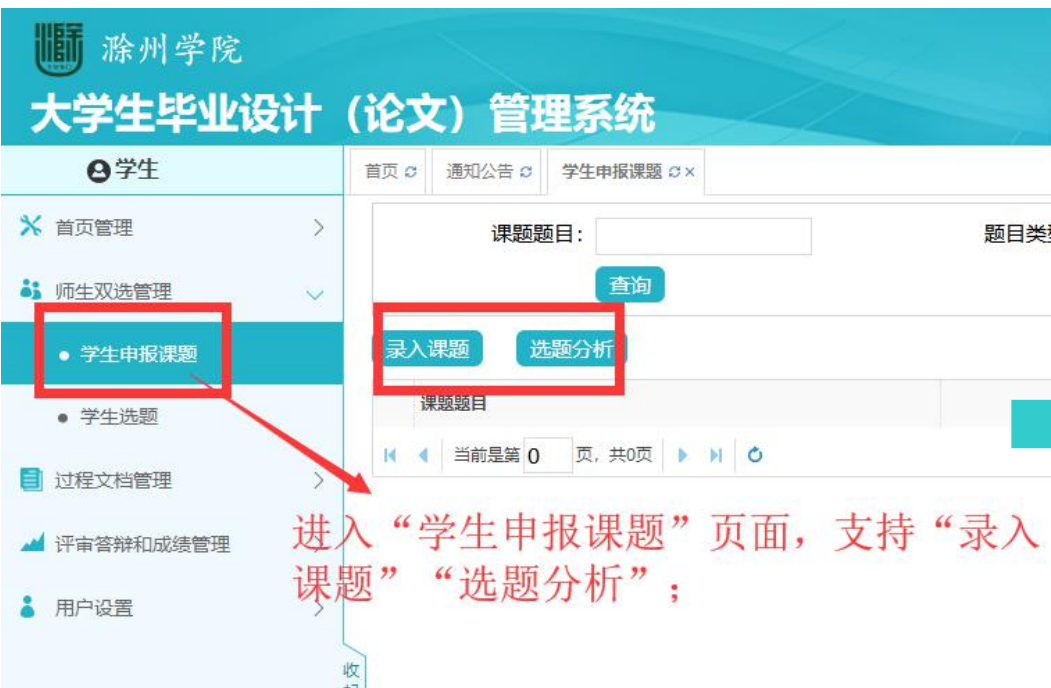 滁州学院
大学生毕业设计（论文）管理系统
学生
首页 通知公告 学生申报课题
首页管理
师生双选管理
学生申报课题
学生选题
过程文档管理
评审答辩和成绩管理
用户设置
收
课题题目：
题目类型
查询
录入课题 选题分析
课题题目
当前是第 0 页，共0页
进入“学生申报课题”页面，支持“录入
课题”“选题分析”；